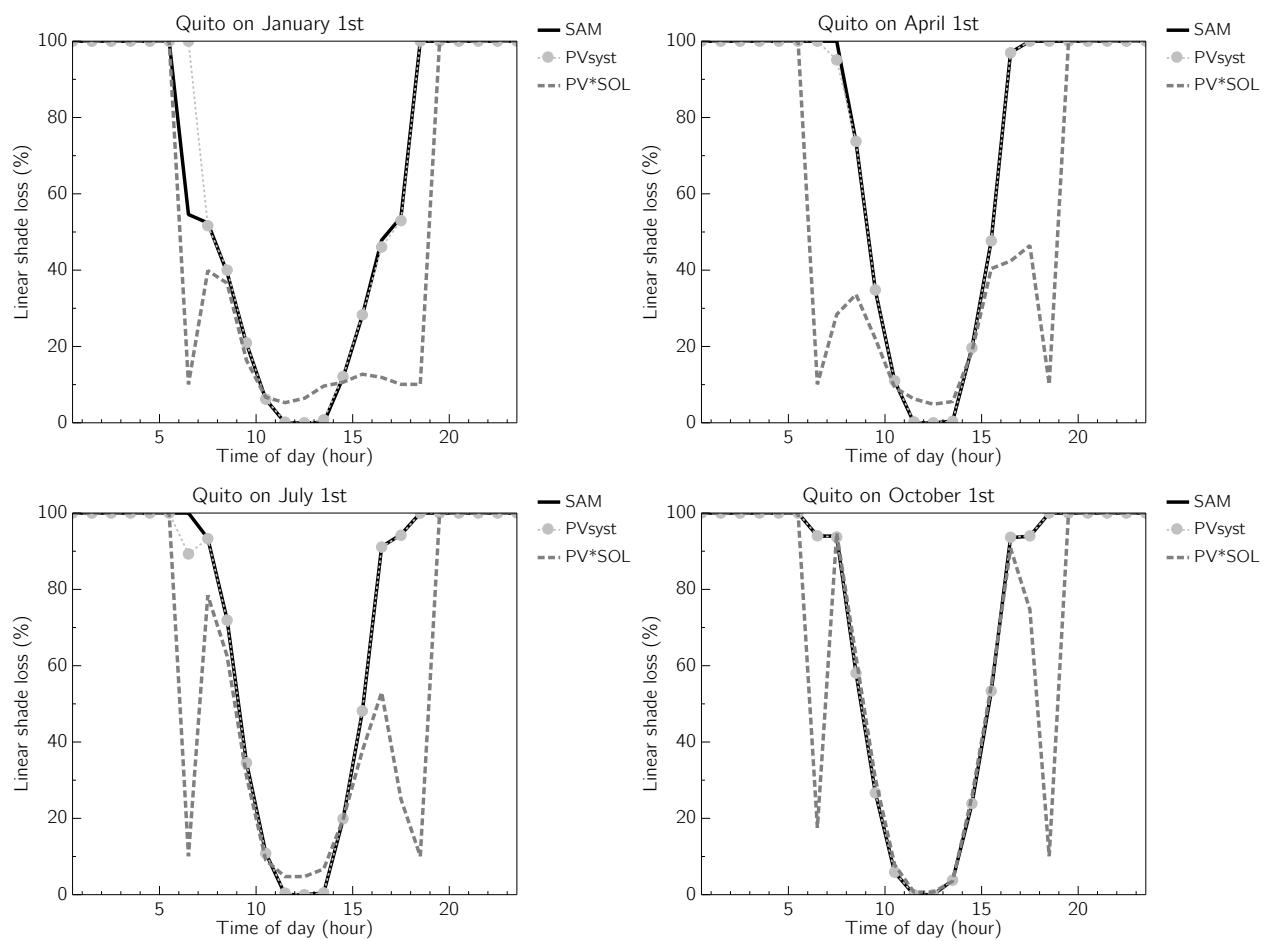 Quito on January 1st
100
80
60
40
20
0
Linear shade loss (%)
5 10 15 20
Time of day (hour)
SAM
PVsyst
PV*SOL
Quito on April 1st
100
80
60
40
20
0
Linear shade loss (%)
5 10 15 20
Time of day (hour)
SAM
PVsyst
PV*SOL
Quito on July 1st
100
80
60
40
20
0
Linear shade loss (%)
5 10 15 20
Time of day (hour)
SAM
PVsyst
PV*SOL
Quito on October 1st
100
80
60
40
20
0
Linear shade loss (%)
5 10 15 20
Time of day (hour)
SAM
PVsyst
PV*SOL